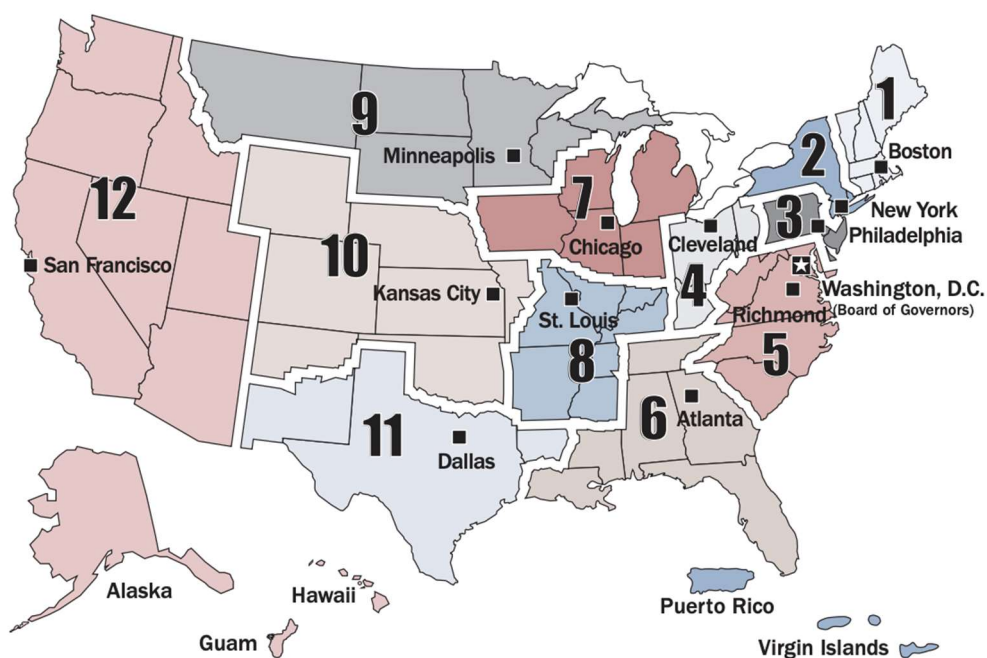 1
9
2
Boston
Minneapolis
7
12
3
New York
Philadelphia
10
Chicago
Cleveland
San Francisco
Kansas City
4
Washington, D.C.
(Board of Governors)
St. Louis
Richmond
8
5
6
Atlanta
11
Dallas
Alaska
Hawaii
Puerto Rico
Guam
Virgin Islands